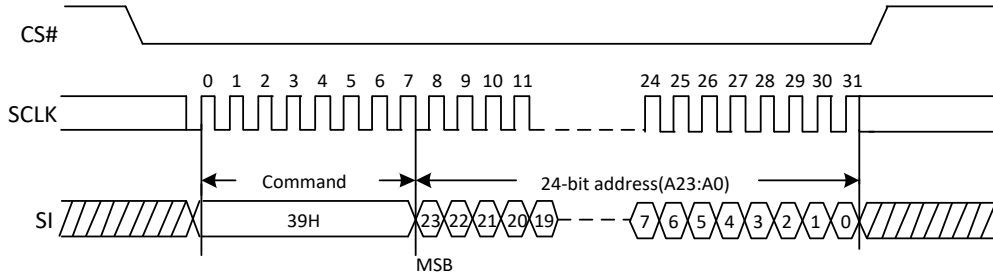 CS#
0 1 2 3 4 5 6 7 8 9 10 11 24 25 26 27 28 29 30 31
SCLK
Command 24-bit address(A23:A0)
SI 39H 23 22 21 20 19 7 6 5 4 3 2 1 0
MSB